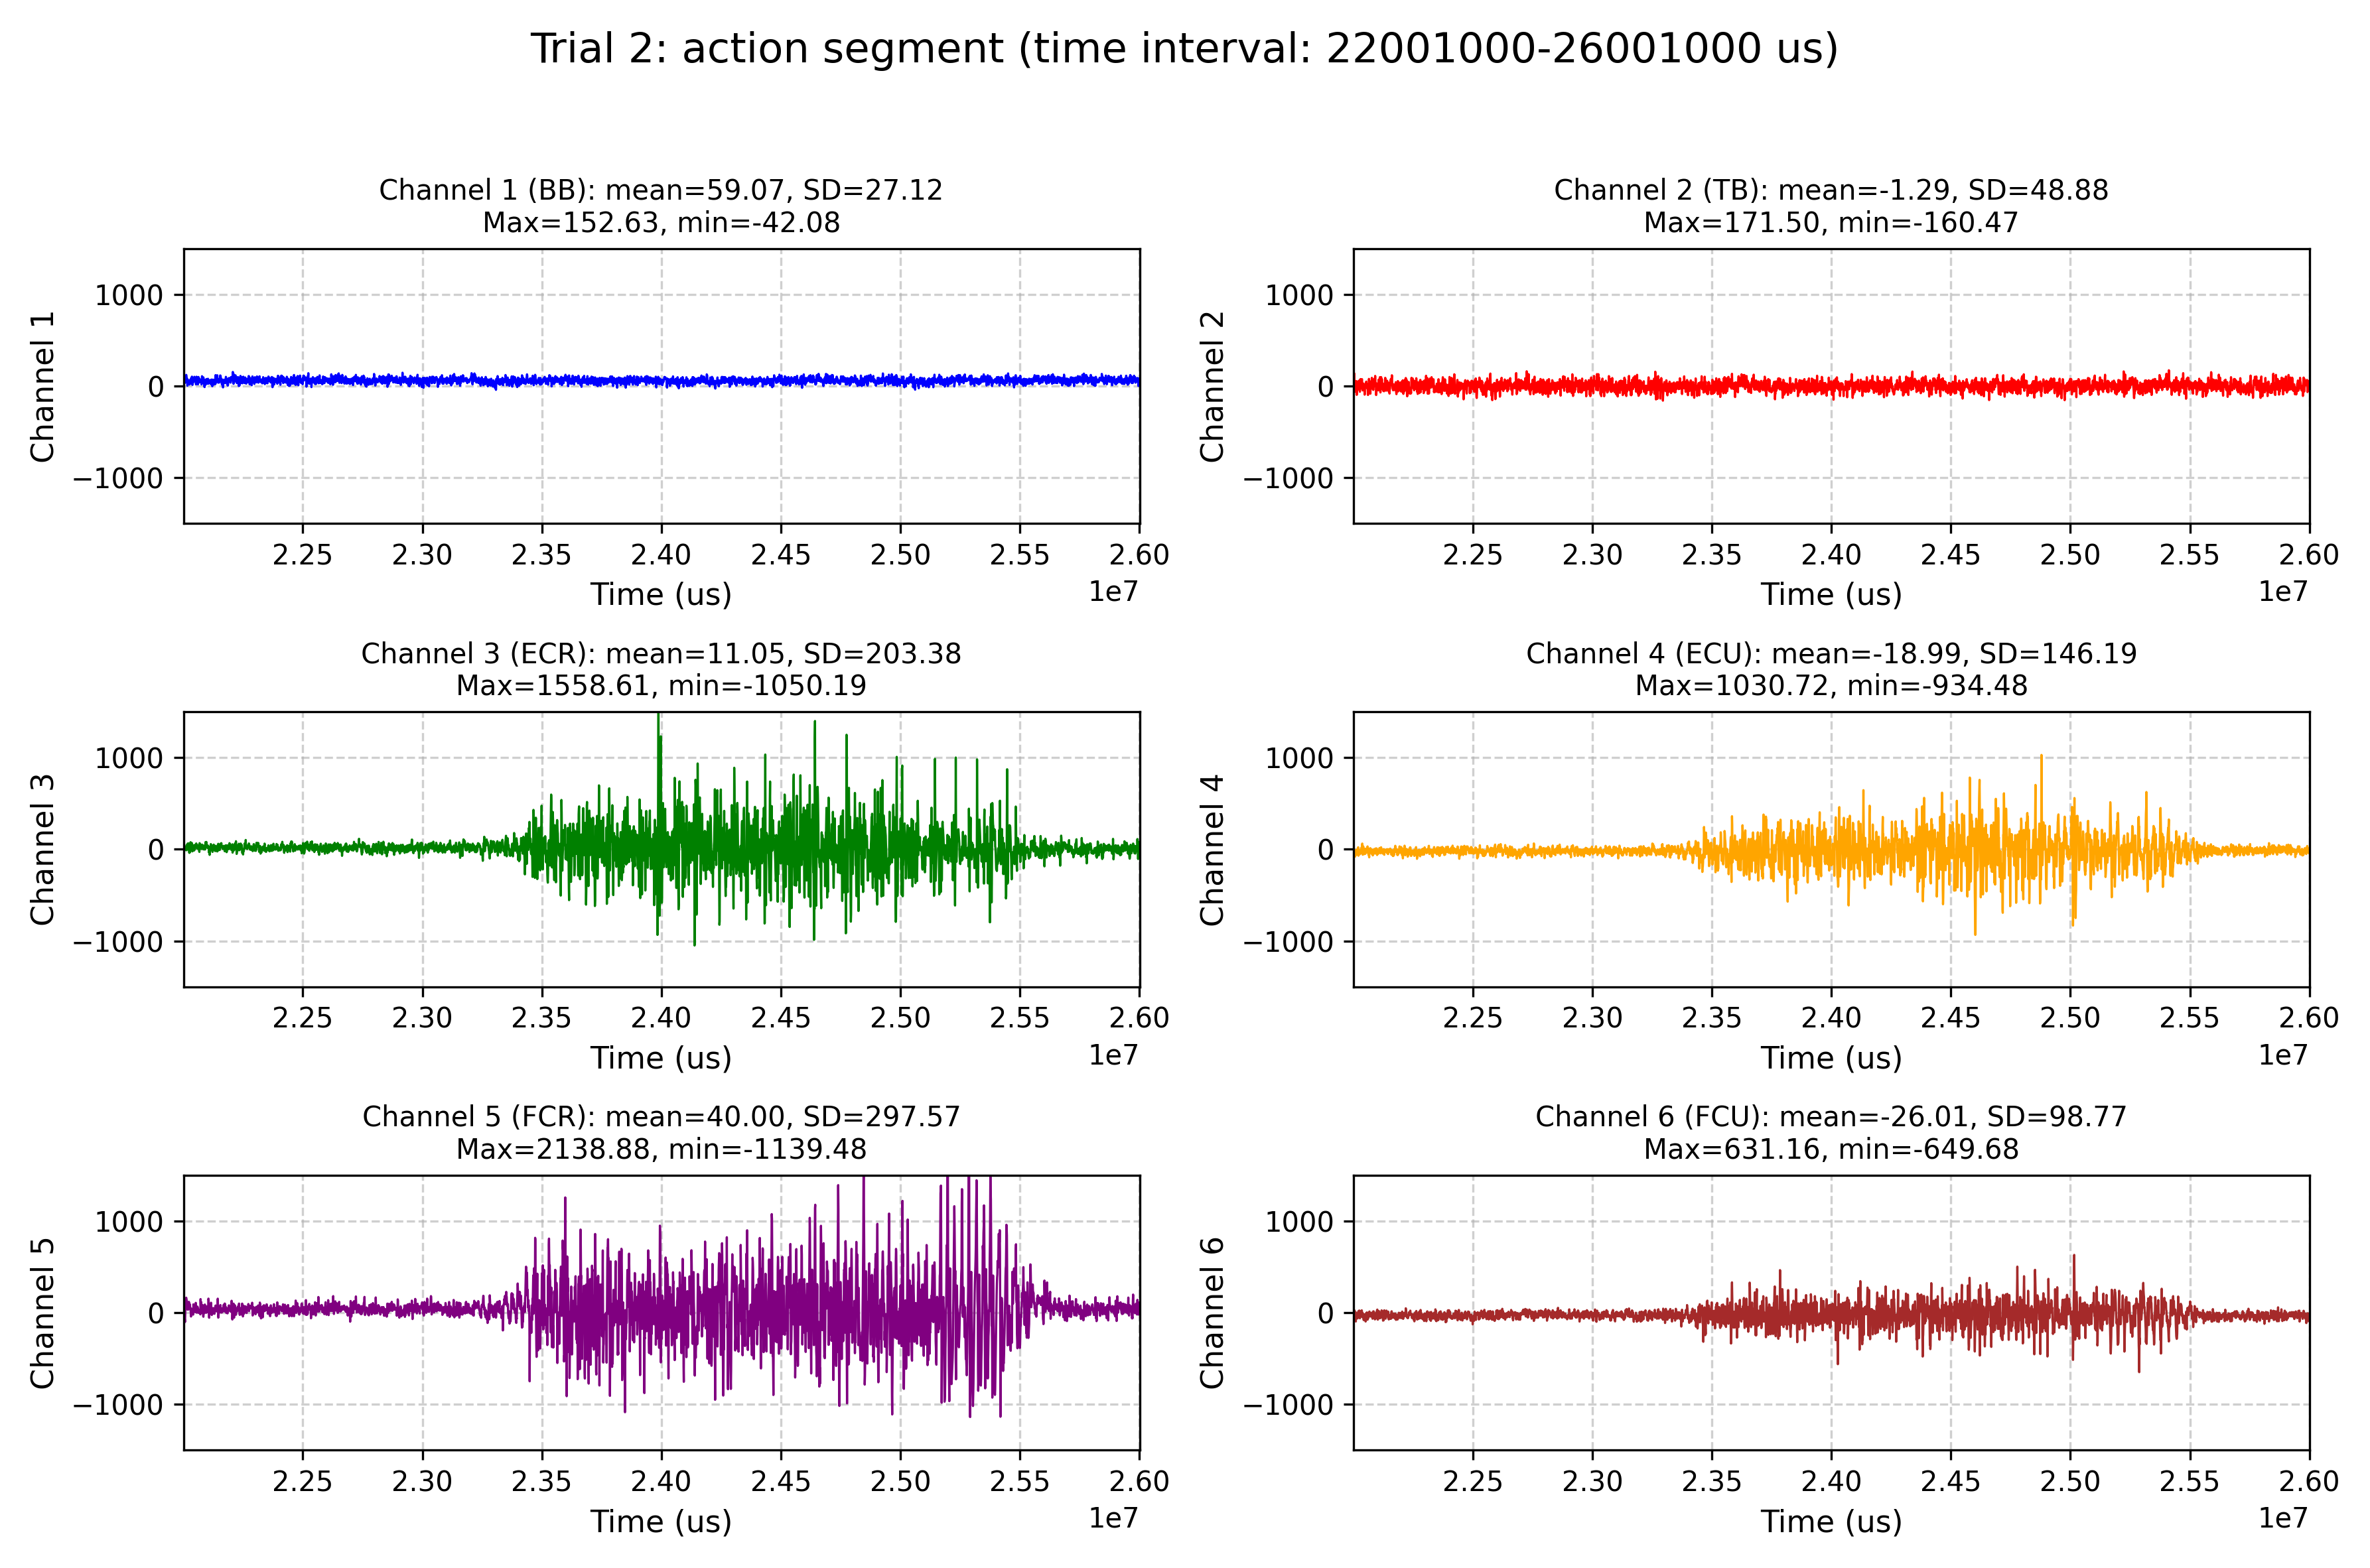 Trial 2: action segment (time interval: 22001000-26001000 us)
Channel 1 (BB): mean=59.07, SD=27.12
Max=152.63, min=-42.08
Channel 1
1000
0
−1000
2.25 2.30 2.35 2.40 2.45 2.50 2.55 2.60
Time (us)
1e7
Channel 2 (TB): mean=-1.29, SD=48.88
Max=171.50, min=-160.47
Channel 2
1000
0
−1000
2.25 2.30 2.35 2.40 2.45 2.50 2.55 2.60
Time (us)
1e7
Channel 3 (ECR): mean=11.05, SD=203.38
Max=1558.61, min=-1050.19
Channel 3
1000
0
−1000
2.25 2.30 2.35 2.40 2.45 2.50 2.55 2.60
Time (us)
1e7
Channel 4 (ECU): mean=-18.99, SD=146.19
Max=1030.72, min=-934.48
Channel 4
1000
0
−1000
2.25 2.30 2.35 2.40 2.45 2.50 2.55 2.60
Time (us)
1e7
Channel 5 (FCR): mean=40.00, SD=297.57
Max=2138.88, min=-1139.48
Channel 5
1000
0
−1000
2.25 2.30 2.35 2.40 2.45 2.50 2.55 2.60
Time (us)
1e7
Channel 6 (FCU): mean=-26.01, SD=98.77
Max=631.16, min=-649.68
Channel 6
1000
0
−1000
2.25 2.30 2.35 2.40 2.45 2.50 2.55 2.60
Time (us)
1e7